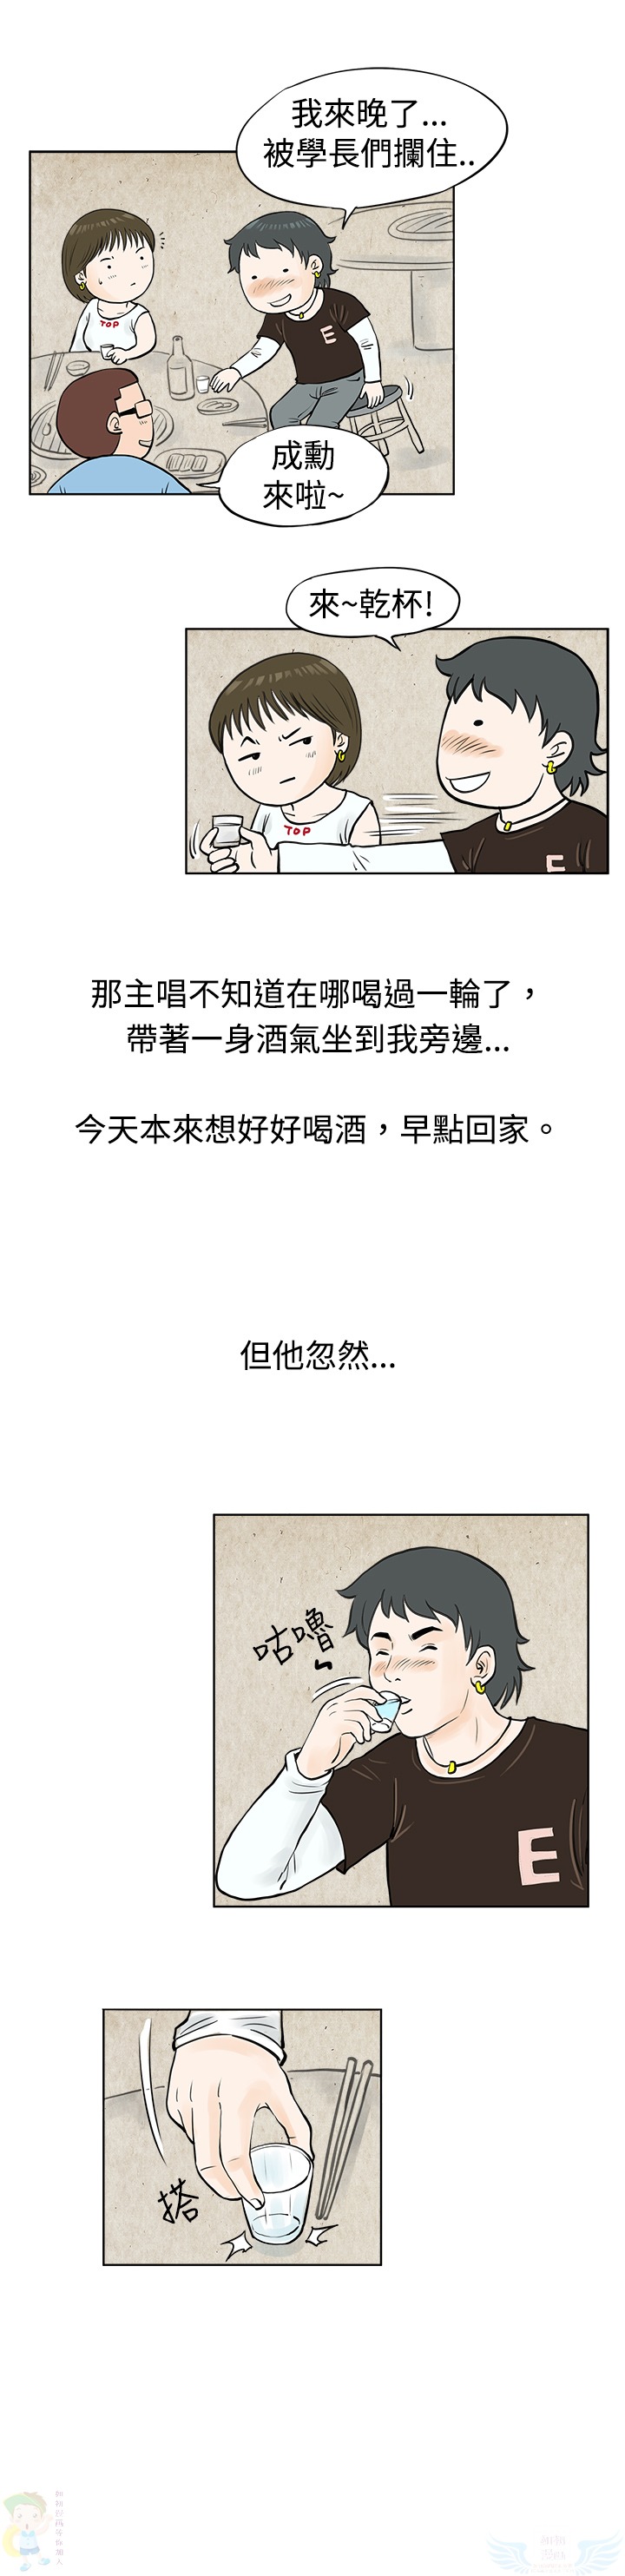 我來晚了...
被學長們攔住..
TOP
E
成勳
來啦~
來~乾杯!
TOP
E
那主唱不知道在哪喝過一輪了，
帶著一身酒氣坐到我旁邊...
今天本來想好好喝酒，早點回家。
但他忽然...
咕嚕~
E
搭